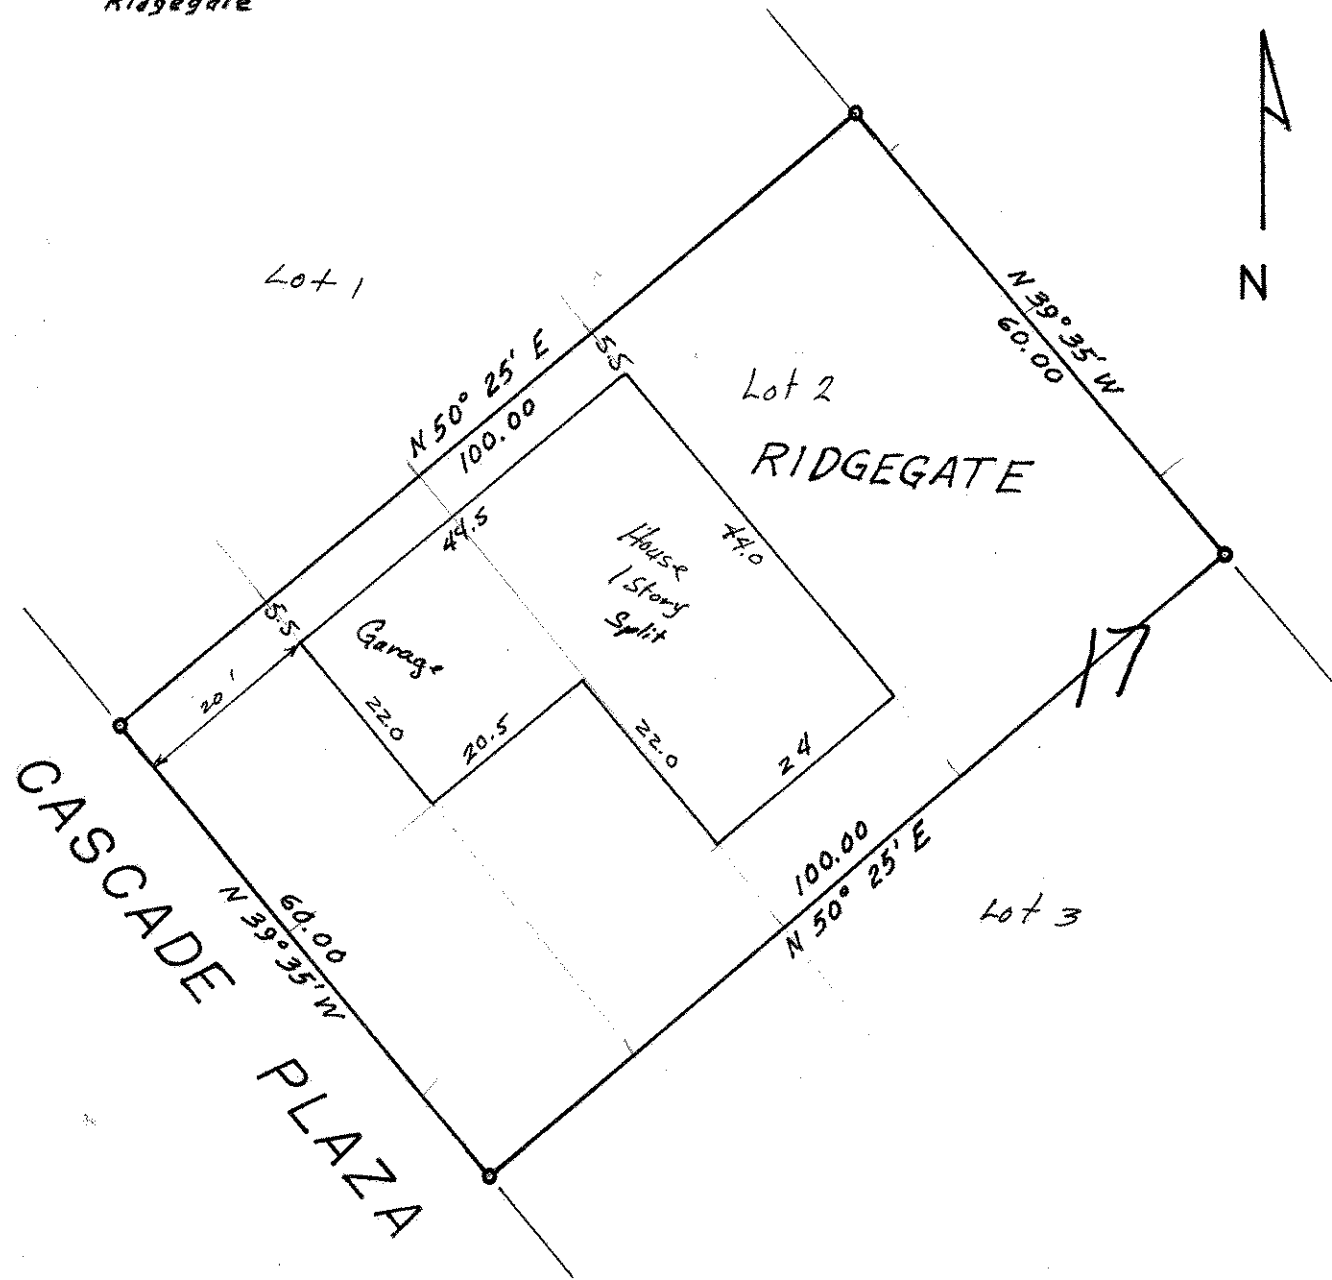 Ridgegate
N
Lot 1
N 50° 25' E
100.00
5.5
Lot 2
RIDGEGATE
N 39° 35' W
60.00
44.5
House
1 Story
Split
44.0
5.5
Garage
20'
22.0
20.5
22.0
24
17
CASCADE PLAZA
60.00
N 39° 35' W
100.00
N 50° 25' E
Lot 3